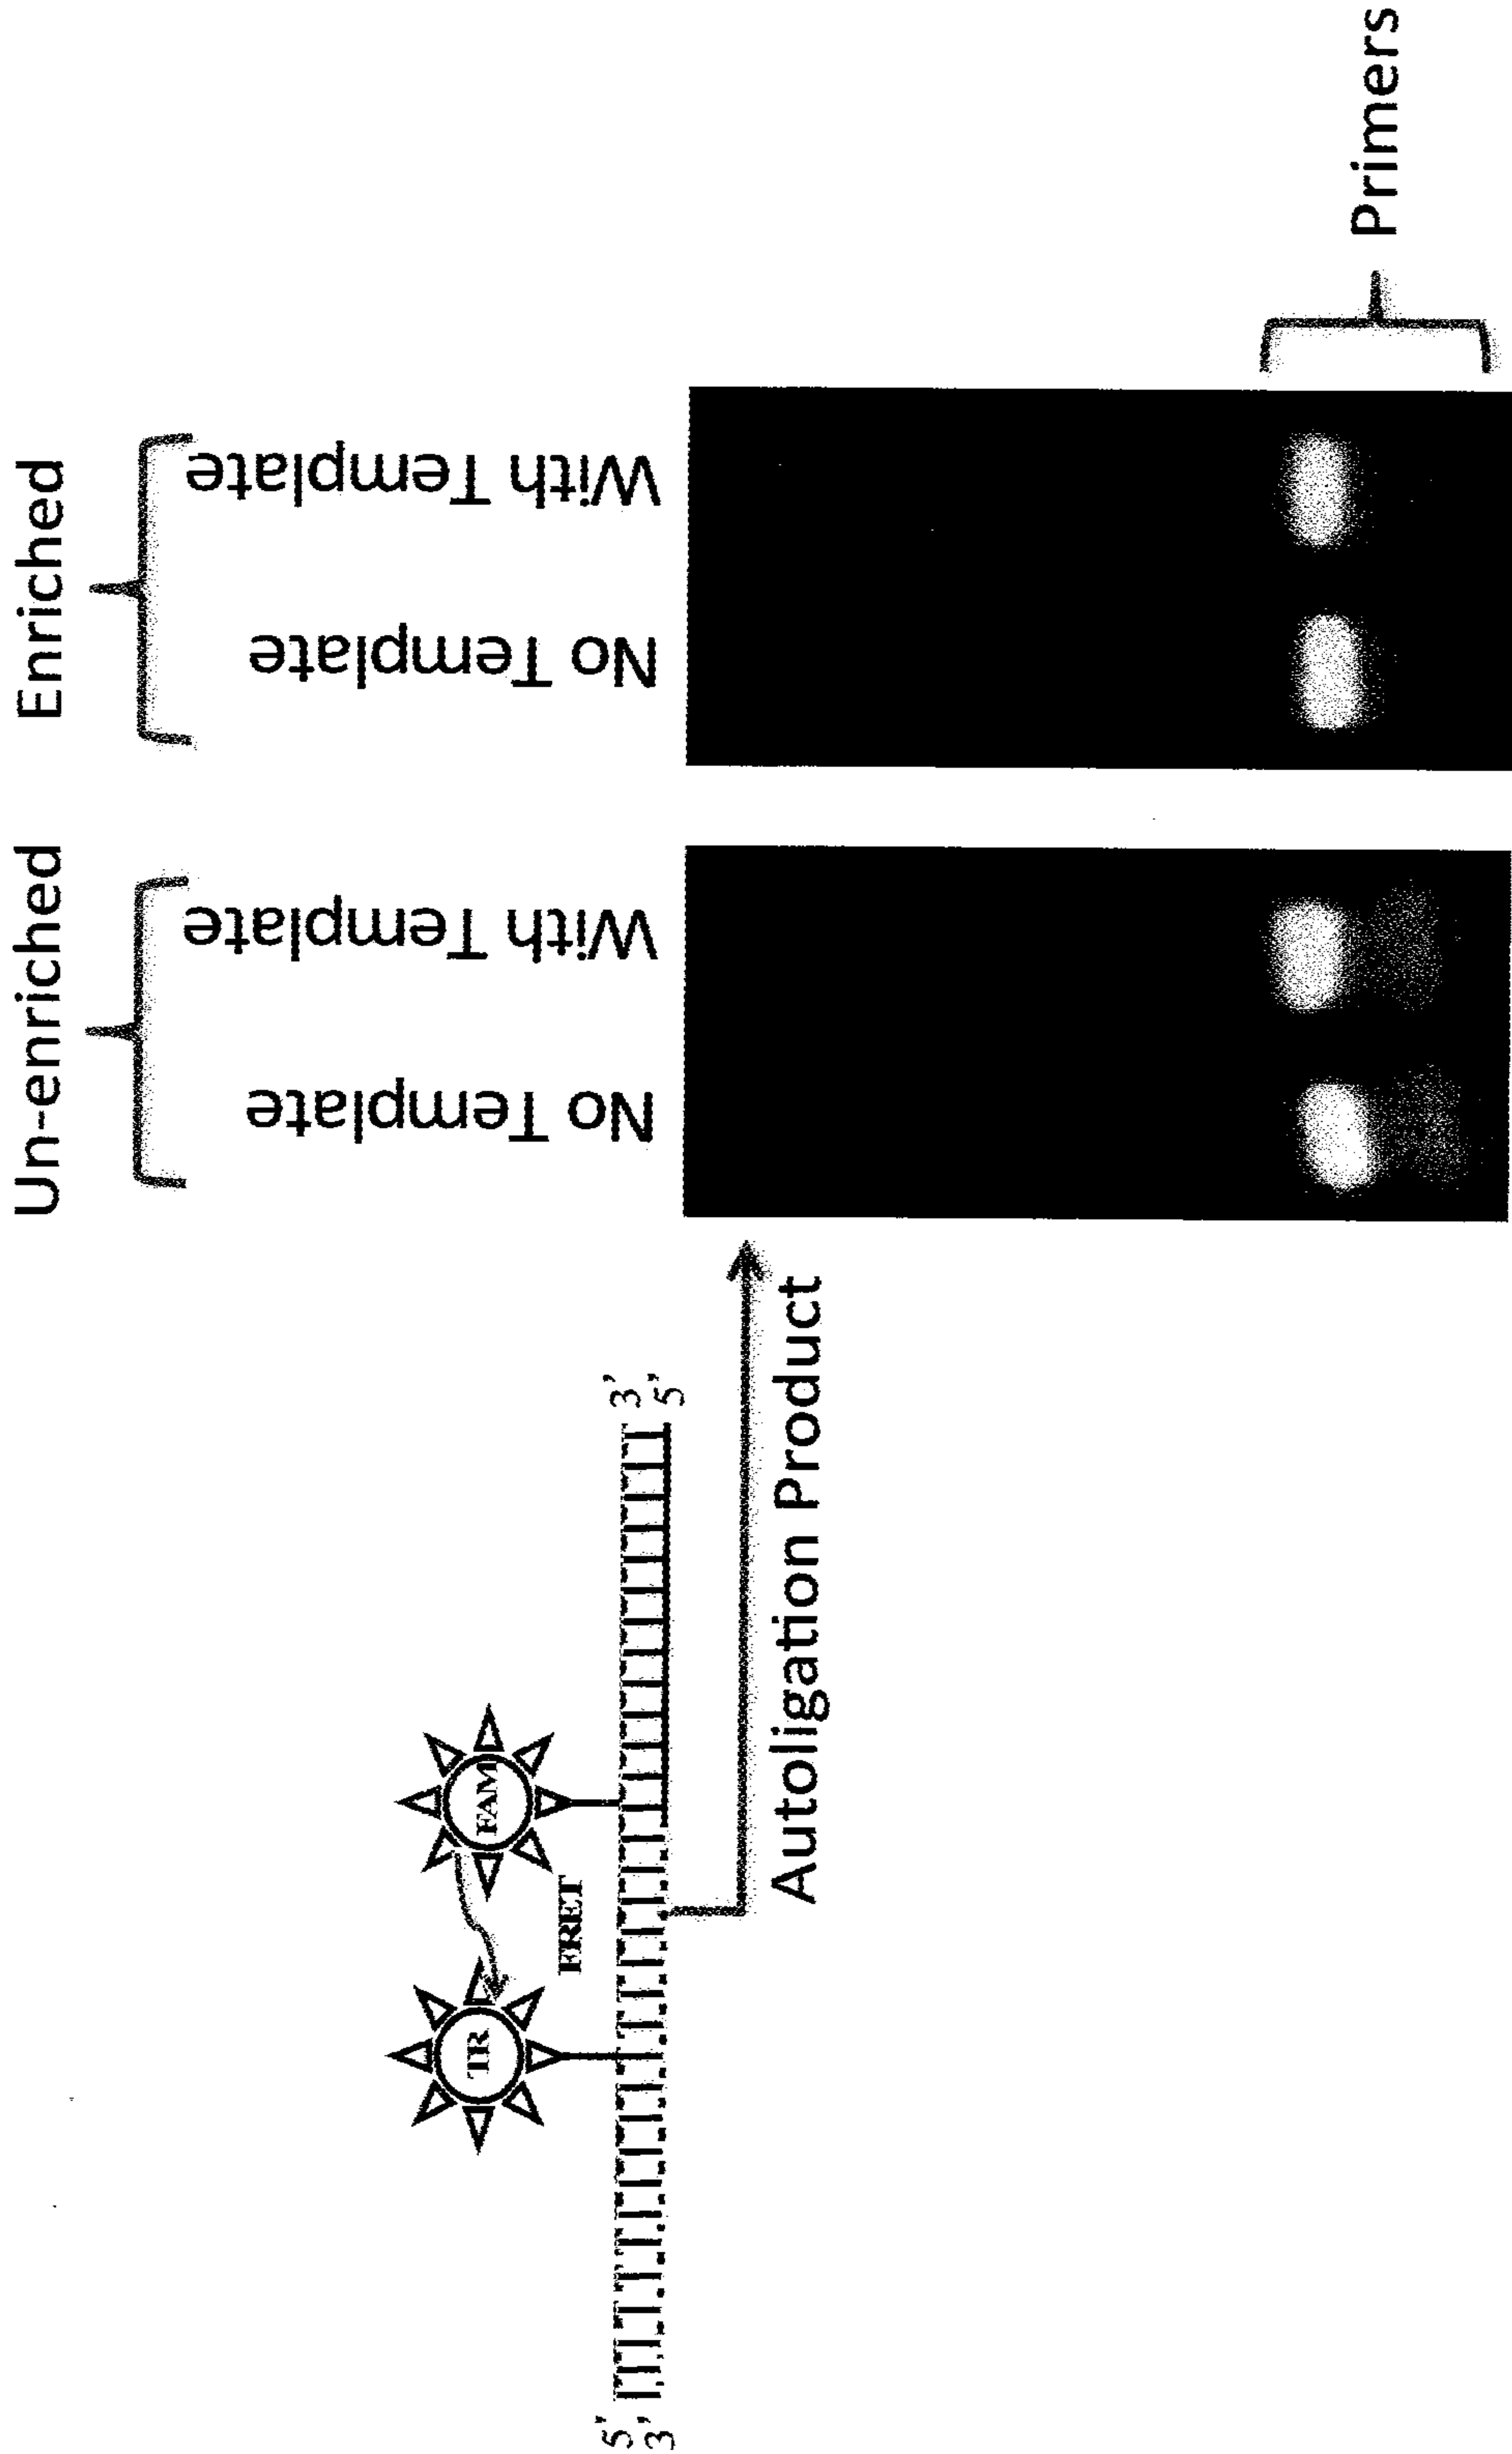 Un-enriched
Enriched
No Template
With Template
No Template
With Template
TR
FAM
FRET
5'
3'
3'
5'
Autoligation Product
Primers